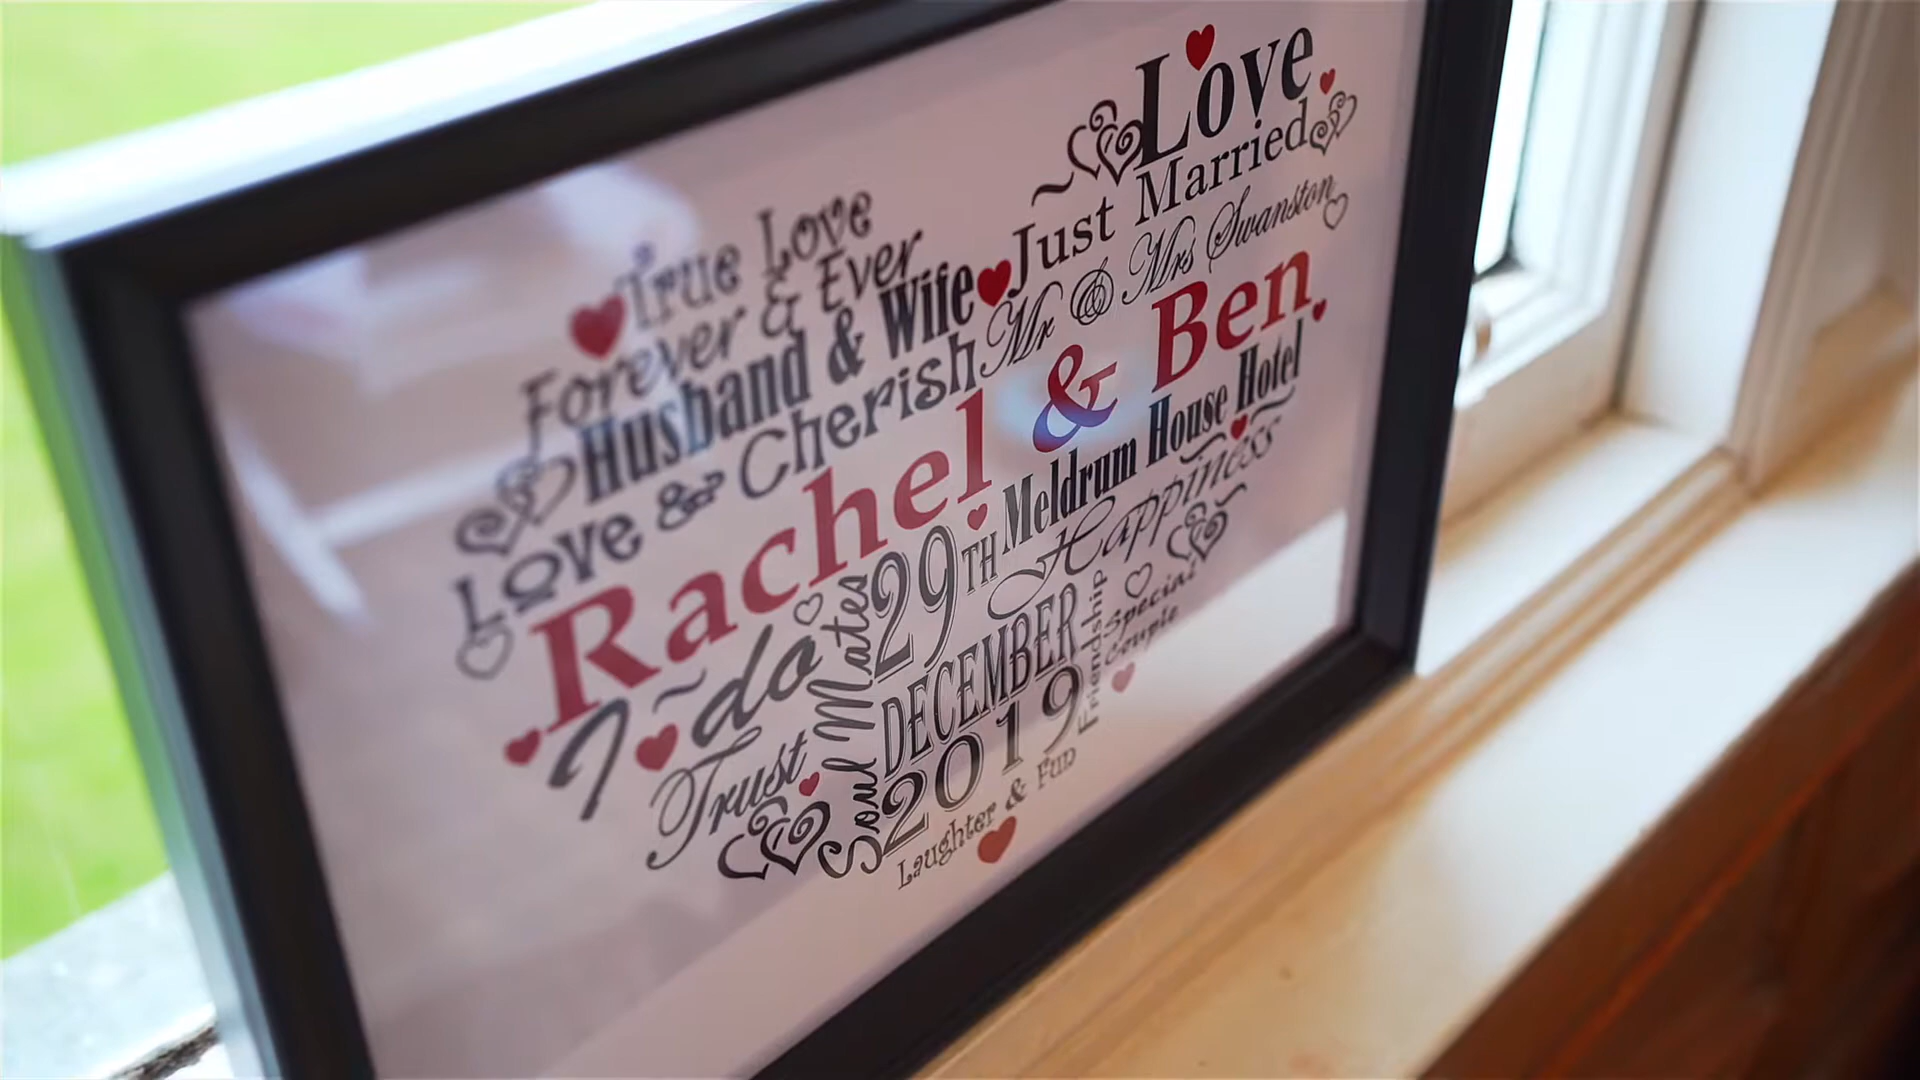 True Love
Love
Forever & Ever
Just Married
Husband & Wife
Mr & Mrs Swanston
Love & Cherish
Rachel & Ben
I do
Soul Mates
29TH
Meldrum House Hotel
Happiness
Trust
DECEMBER
Friendship
Special
Couple
2019
Laughter & Fun